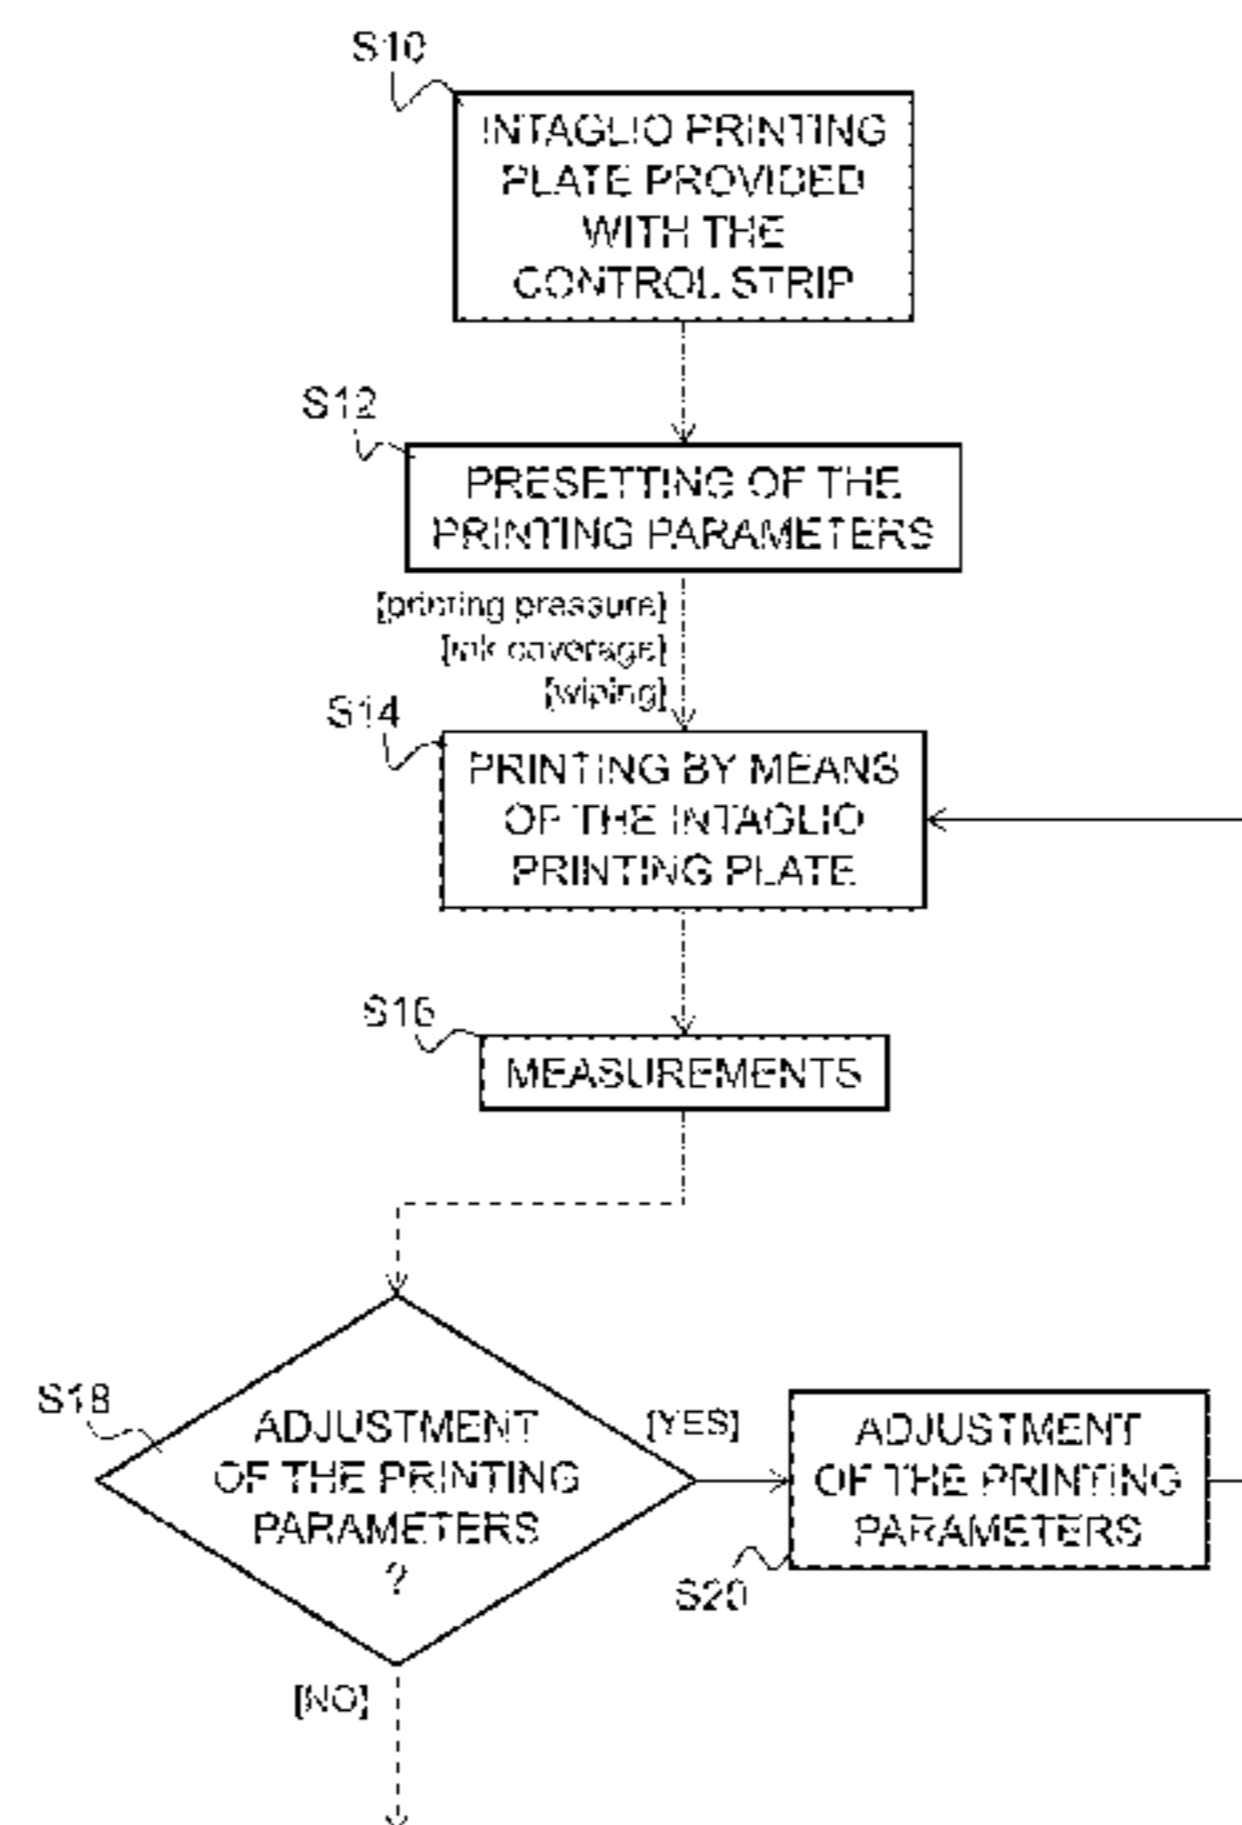 S10
INTAGLIO PRINTING
PLATE PROVIDED
WITH THE
CONTROL STRIP
S12
PRESETTING OF THE
PRINTING PARAMETERS
[printing pressure]
[ink coverage]
[wiping]
S14
PRINTING BY MEANS
OF THE INTAGLIO
PRINTING PLATE
S16
MEASUREMENTS
S18
ADJUSTMENT
OF THE PRINTING
PARAMETERS
?
[YES]
ADJUSTMENT
OF THE PRINTING
PARAMETERS
S20
[NO]